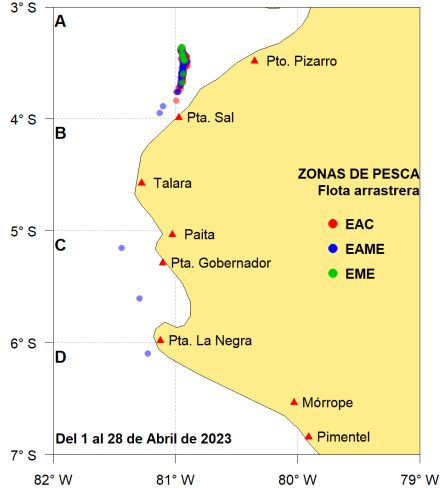 3° S
A
Pto. Pizarro
4° S
Pta. Sal
B
ZONAS DE PESCA
Talara
Flota arrastrera
EAC
5° S
Paita
C
EAME
Pta. Gobernador
EME
6° S
Pta. La Negra
D
Mórrope
Del 1 al 28 de Abril de 2023
Pimentel
7° S
82° W
81° W
80° W
79° W